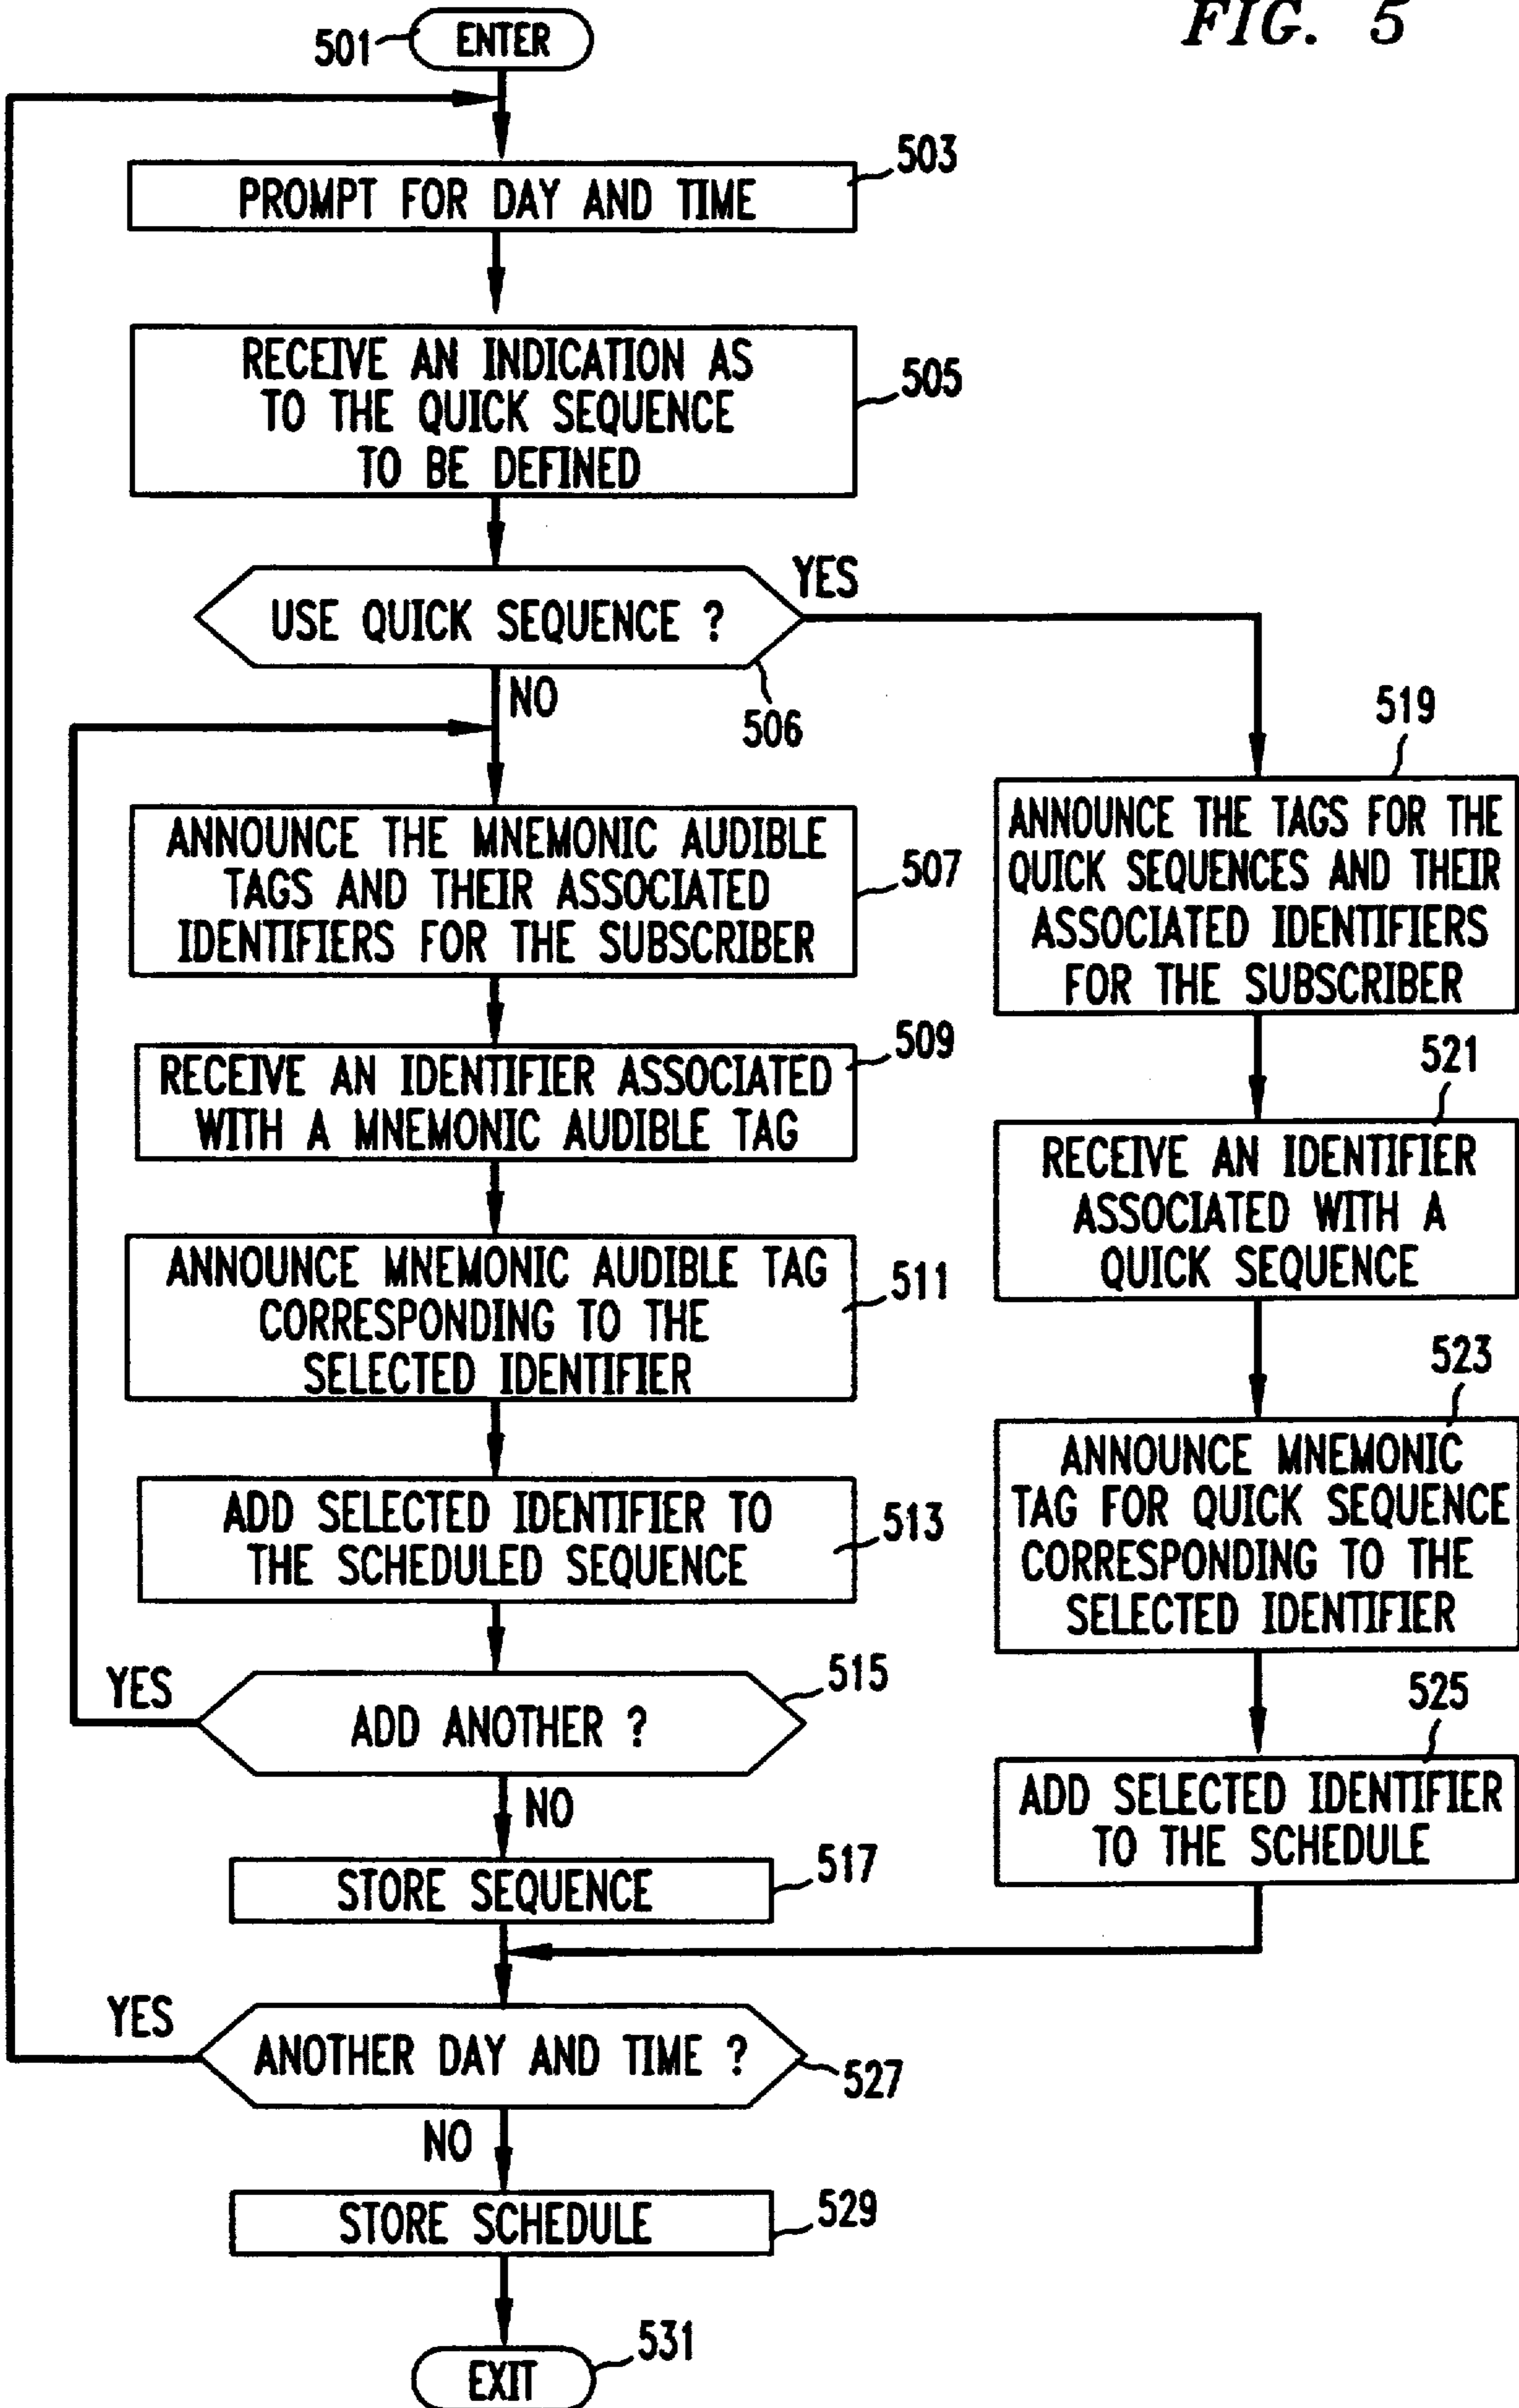 FIG. 5
501
ENTER
503
PROMPT FOR DAY AND TIME
RECEIVE AN INDICATION AS
TO THE QUICK SEQUENCE
TO BE DEFINED
505
USE QUICK SEQUENCE ?
YES
506
NO
ANNOUNCE THE MNEMONIC AUDIBLE
TAGS AND THEIR ASSOCIATED
IDENTIFIERS FOR THE SUBSCRIBER
507
RECEIVE AN IDENTIFIER ASSOCIATED
WITH A MNEMONIC AUDIBLE TAG
509
ANNOUNCE MNEMONIC AUDIBLE TAG
CORRESPONDING TO THE
SELECTED IDENTIFIER
511
ADD SELECTED IDENTIFIER TO
THE SCHEDULED SEQUENCE
513
ADD ANOTHER ?
515
YES
NO
STORE SEQUENCE
517
519
ANNOUNCE THE TAGS FOR THE
QUICK SEQUENCES AND THEIR
ASSOCIATED IDENTIFIERS
FOR THE SUBSCRIBER
521
RECEIVE AN IDENTIFIER
ASSOCIATED WITH A
QUICK SEQUENCE
523
ANNOUNCE MNEMONIC
TAG FOR QUICK SEQUENCE
CORRESPONDING TO THE
SELECTED IDENTIFIER
525
ADD SELECTED IDENTIFIER
TO THE SCHEDULE
YES
ANOTHER DAY AND TIME ?
527
NO
STORE SCHEDULE
529
EXIT
531